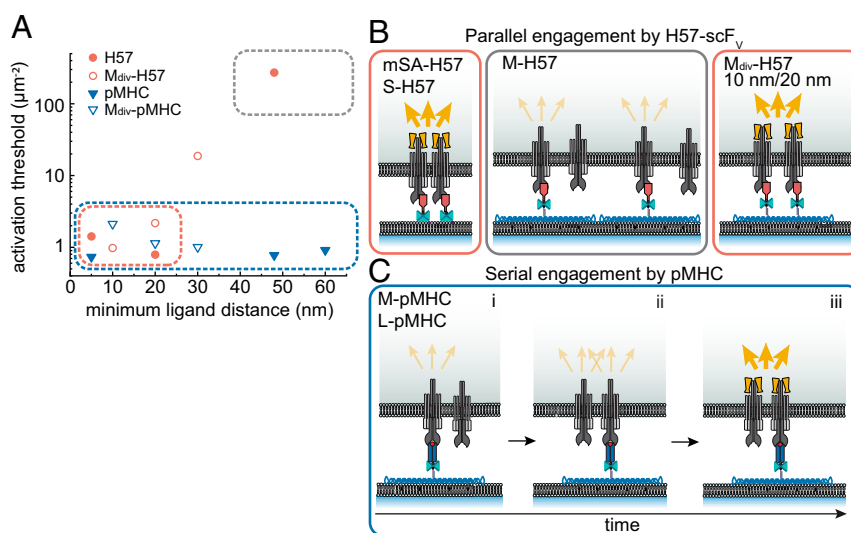 A
activation threshold (µm⁻²)
100
10
1
H57
Mdiv-H57
pMHC
Mdiv-pMHC
0 10 20 30 40 50 60
minimum ligand distance (nm)
B
Parallel engagement by H57-scFV
mSA-H57
S-H57
M-H57
Mdiv-H57
10 nm/20 nm
C
Serial engagement by pMHC
M-pMHC
L-pMHC
i
ii
iii
time